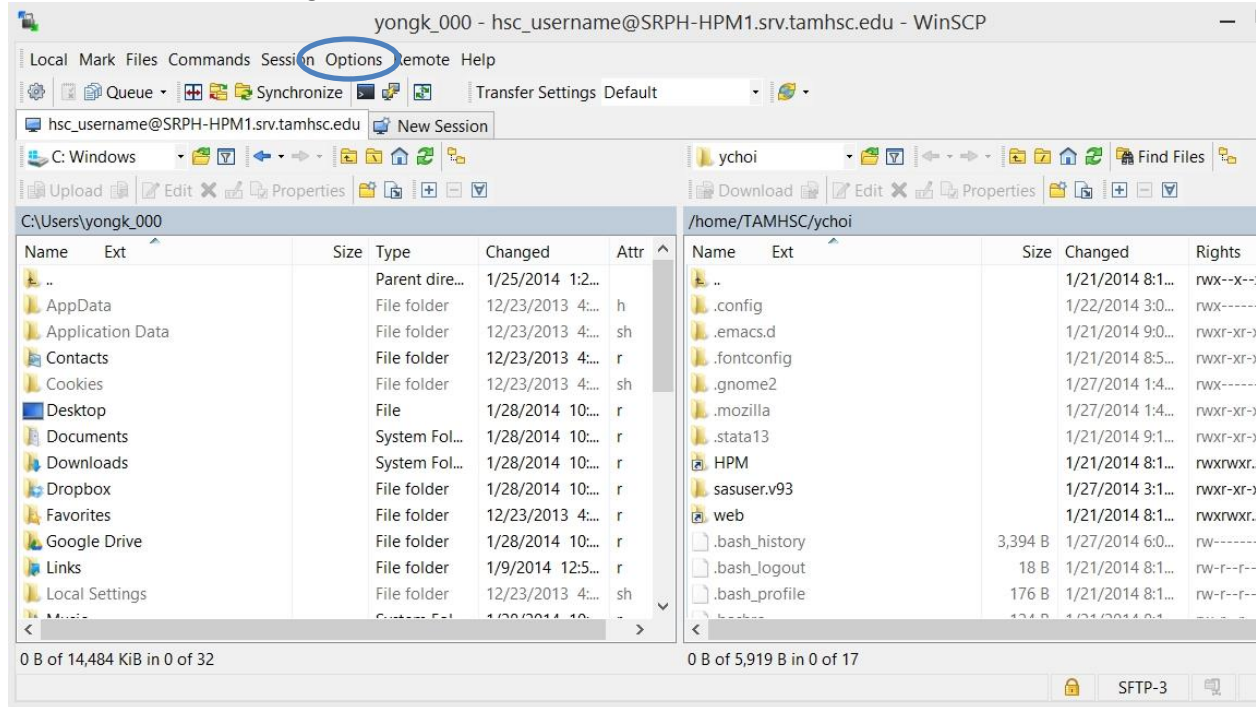 yongk_000 - hsc_username@SRPH-HPM1.srv.tamhsc.edu - WinSCP
Local Mark Files Commands Session Options Remote Help
Queue Synchronize Transfer Settings Default
hsc_username@SRPH-HPM1.srv.tamhsc.edu New Session
C: Windows ychoi Find Files
Upload Edit Properties Download Edit Properties
C:\Users\yongk_000 /home/TAMHSC/ychoi
Name Ext Size Type Changed Attr Name Ext Size Changed Rights
.. Parent dire... 1/25/2014 1:2... .. 1/21/2014 8:1... rwx--x--
AppData File folder 12/23/2013 4:... h .config 1/22/2014 3:0... rwx-----
Application Data File folder 12/23/2013 4:... sh .emacs.d 1/21/2014 9:0... rwxr-xr-x
Contacts File folder 12/23/2013 4:... r .fontconfig 1/21/2014 8:5... rwxr-xr-x
Cookies File folder 12/23/2013 4:... sh .gnome2 1/27/2014 1:4... rwx-----
Desktop File 1/28/2014 10:... r .mozilla 1/27/2014 1:4... rwxr-xr-x
Documents System Fol... 1/28/2014 10:... r .stata13 1/21/2014 9:1... rwxr-xr-x
Downloads System Fol... 1/28/2014 10:... r HPM 1/21/2014 8:1... rwxrwxr..
Dropbox File folder 1/28/2014 10:... r sasuser.v93 1/27/2014 3:1... rwxr-xr-x
Favorites File folder 12/23/2013 4:... r web 1/21/2014 8:1... rwxrwxr..
Google Drive File folder 1/28/2014 10:... r .bash_history 3,394 B 1/27/2014 6:0... rw-------
Links File folder 1/9/2014 12:5... r .bash_logout 18 B 1/21/2014 8:1... rw-r--r--
Local Settings File folder 12/23/2013 4:... sh .bash_profile 176 B 1/21/2014 8:1... rw-r--r--
0 B of 14,484 KiB in 0 of 32 0 B of 5,919 B in 0 of 17
SFTP-3